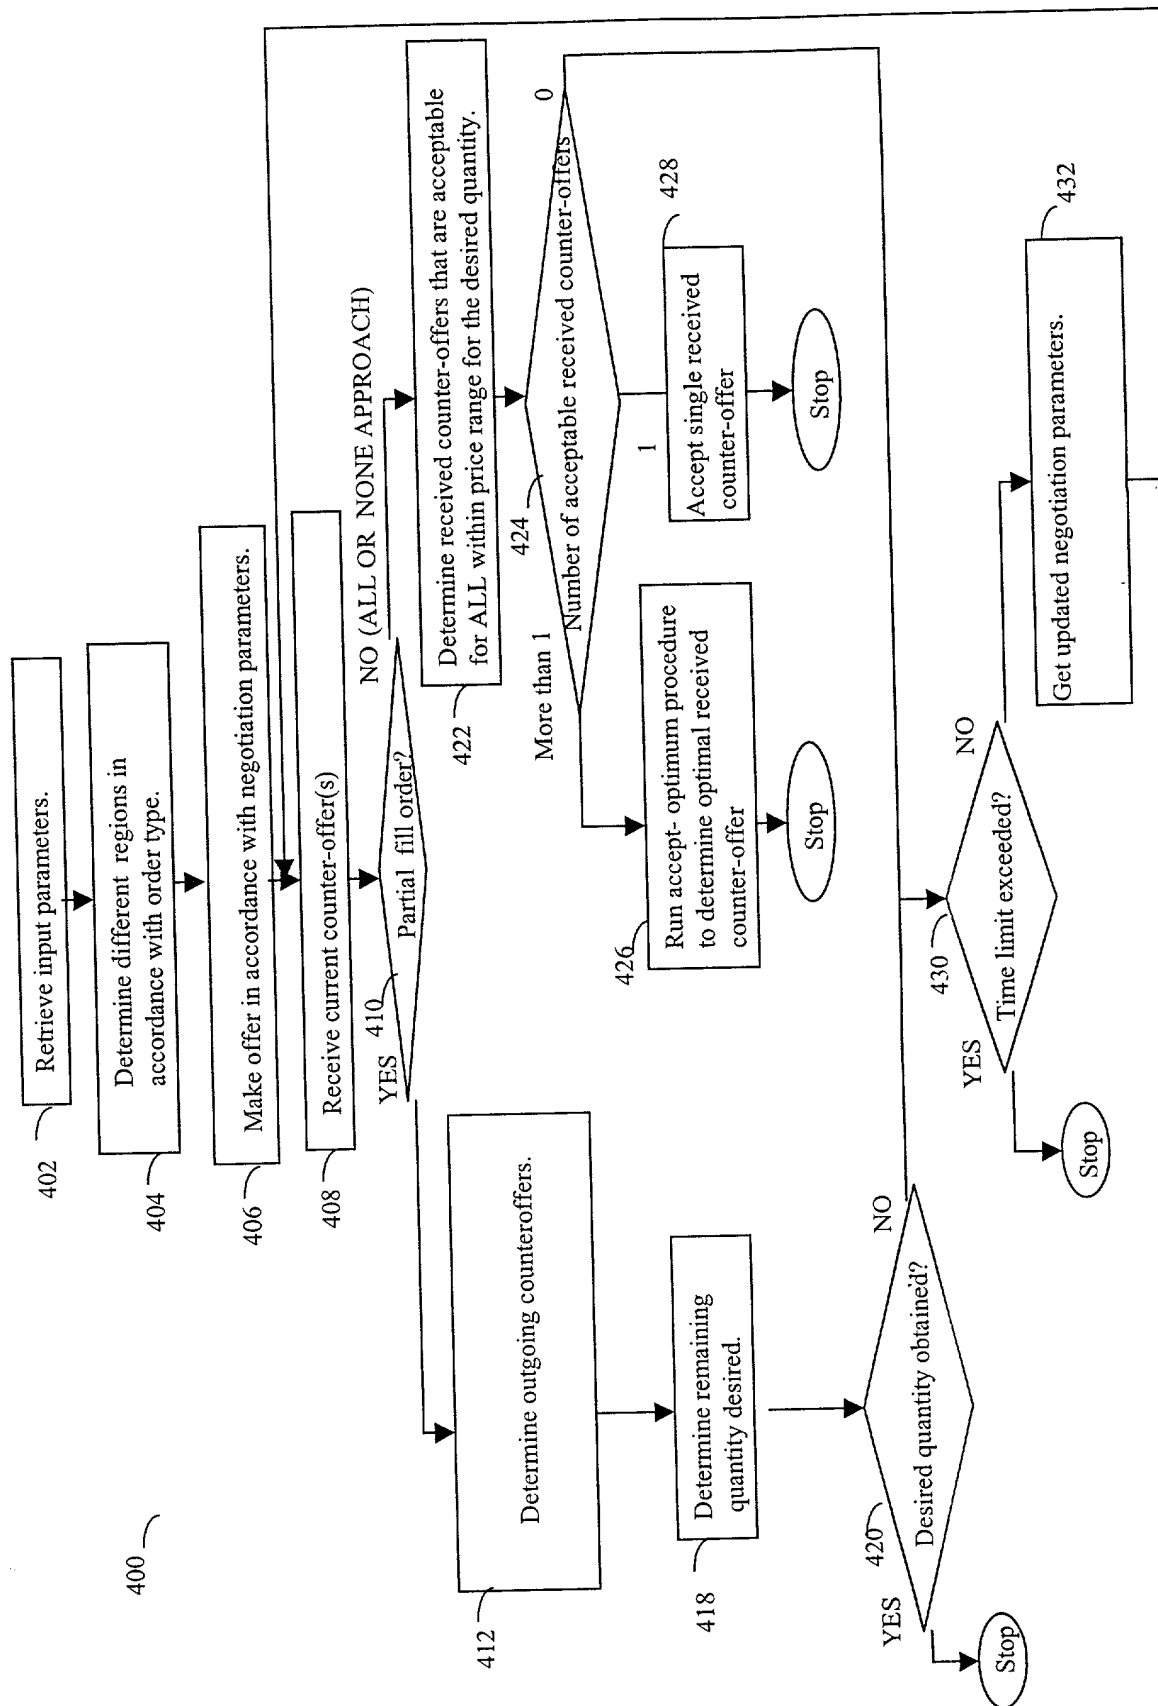 400
402
Retrieve input parameters.
404
Determine different regions in
accordance with order type.
406
Make offer in accordance with negotiation parameters.
408
Receive current counter-offer(s)
410
Partial fill order?
YES
NO (ALL OR NONE APPROACH)
412
Determine outgoing counteroffers.
418
Determine remaining
quantity desired.
420
Desired quantity obtained?
YES
NO
Stop
422
Determine received counter-offers that are acceptable
for ALL within price range for the desired quantity.
424
Number of acceptable received counter-offers
More than 1
1
0
426
Run accept- optimum procedure
to determine optimal received
counter-offer
Stop
428
Accept single received
counter-offer
Stop
430
Time limit exceeded?
YES
NO
Stop
432
Get updated negotiation parameters.